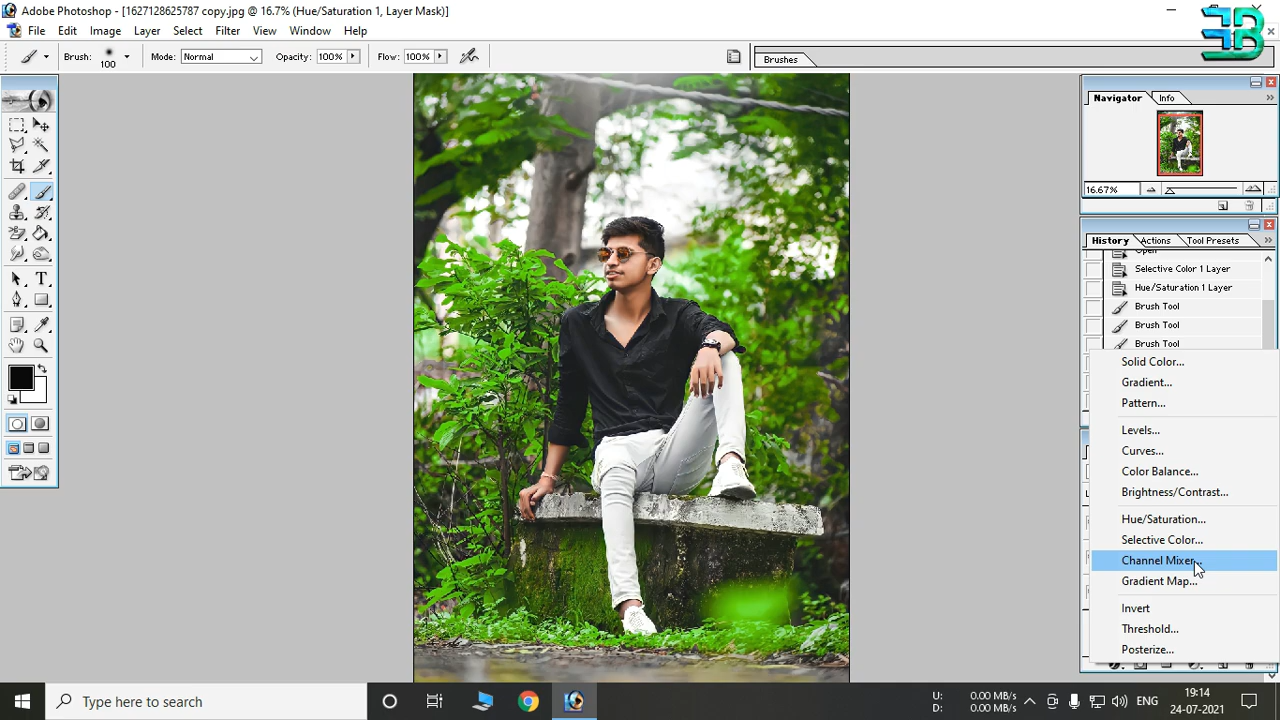 Adobe Photoshop - [1627128625787 copy.jpg @ 16.7% (Hue/Saturation 1, Layer Mask)]
File Edit Image Layer Select Filter View Window Help
Brush: 100 Mode: Normal Opacity: 100% Flow: 100% Brushes
Navigator Info
16.67%
History Actions Tool Presets
Open
Selective Color 1 Layer
Hue/Saturation 1 Layer
Brush Tool
Brush Tool
Brush Tool
Solid Color...
Gradient...
Pattern...
Levels...
Curves...
Color Balance...
Brightness/Contrast...
Hue/Saturation...
Selective Color...
Channel Mixer...
Gradient Map...
Invert
Threshold...
Posterize...
Type here to search
U: 0.00 MB/s
D: 0.00 MB/s
ENG
19:14
24-07-2021